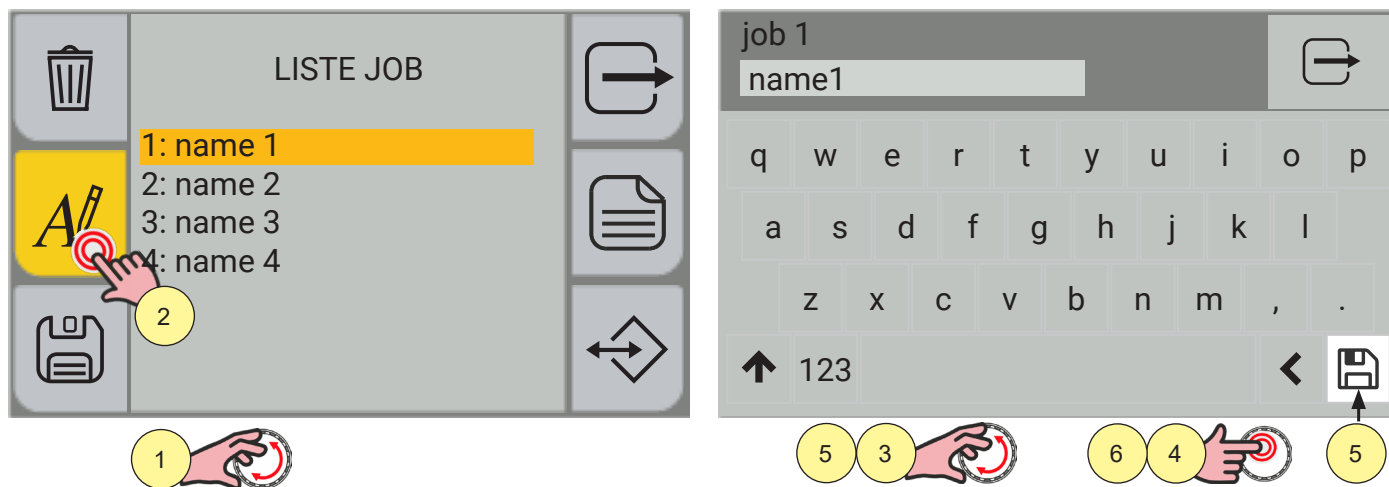 LISTE JOB
1: name 1
2: name 2
3: name 3
4: name 4
A
2
1
job 1
name1
q w e r t y u i o p
a s d f g h j k l
z x c v b n m , .
123
5 3 6 4 5